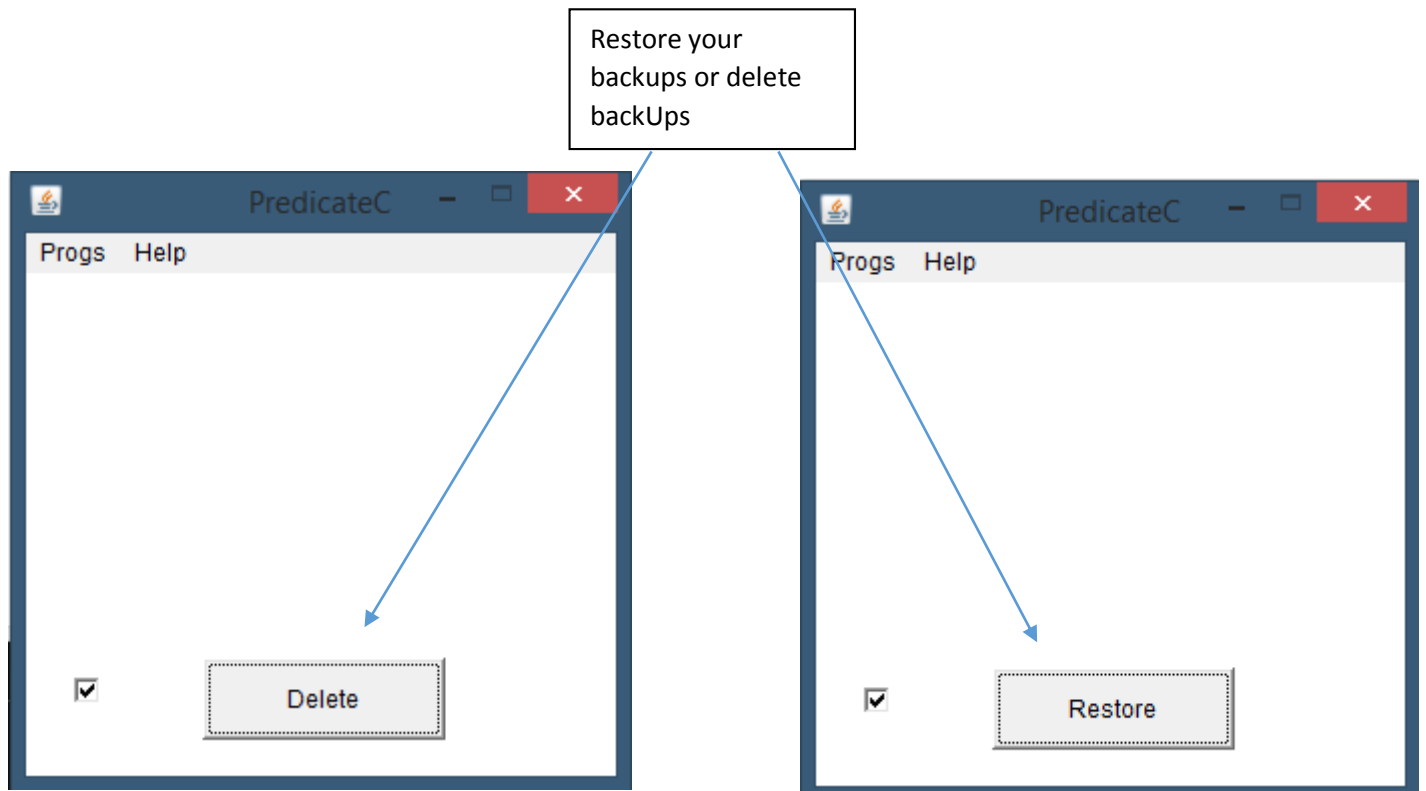 Restore your
backups or delete
backUps
PredicateC
Progs Help
Delete
PredicateC
Progs Help
Restore